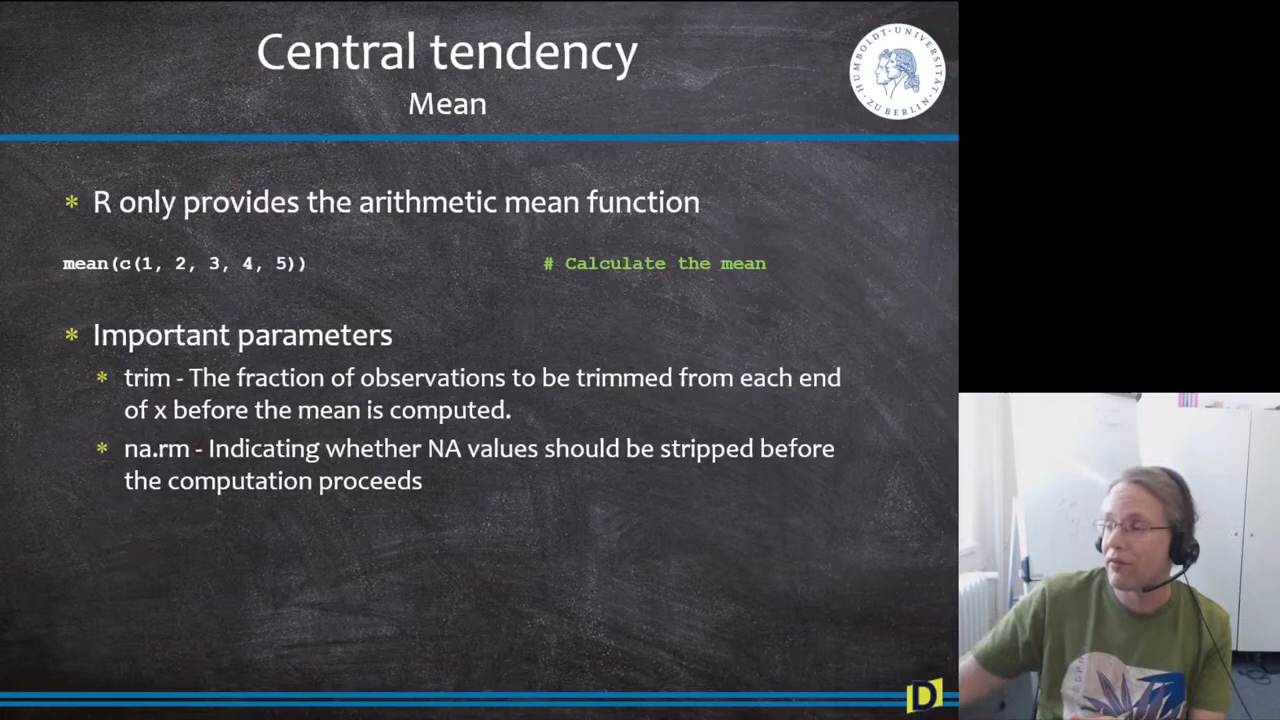 Central tendency
Mean
HUMBOLDT-UNIVERSITÄT
ZU BERLIN
* R only provides the arithmetic mean function
mean(c(1, 2, 3, 4, 5)) # Calculate the mean
* Important parameters
* trim - The fraction of observations to be trimmed from each end
of x before the mean is computed.
* na.rm - Indicating whether NA values should be stripped before
the computation proceeds
D